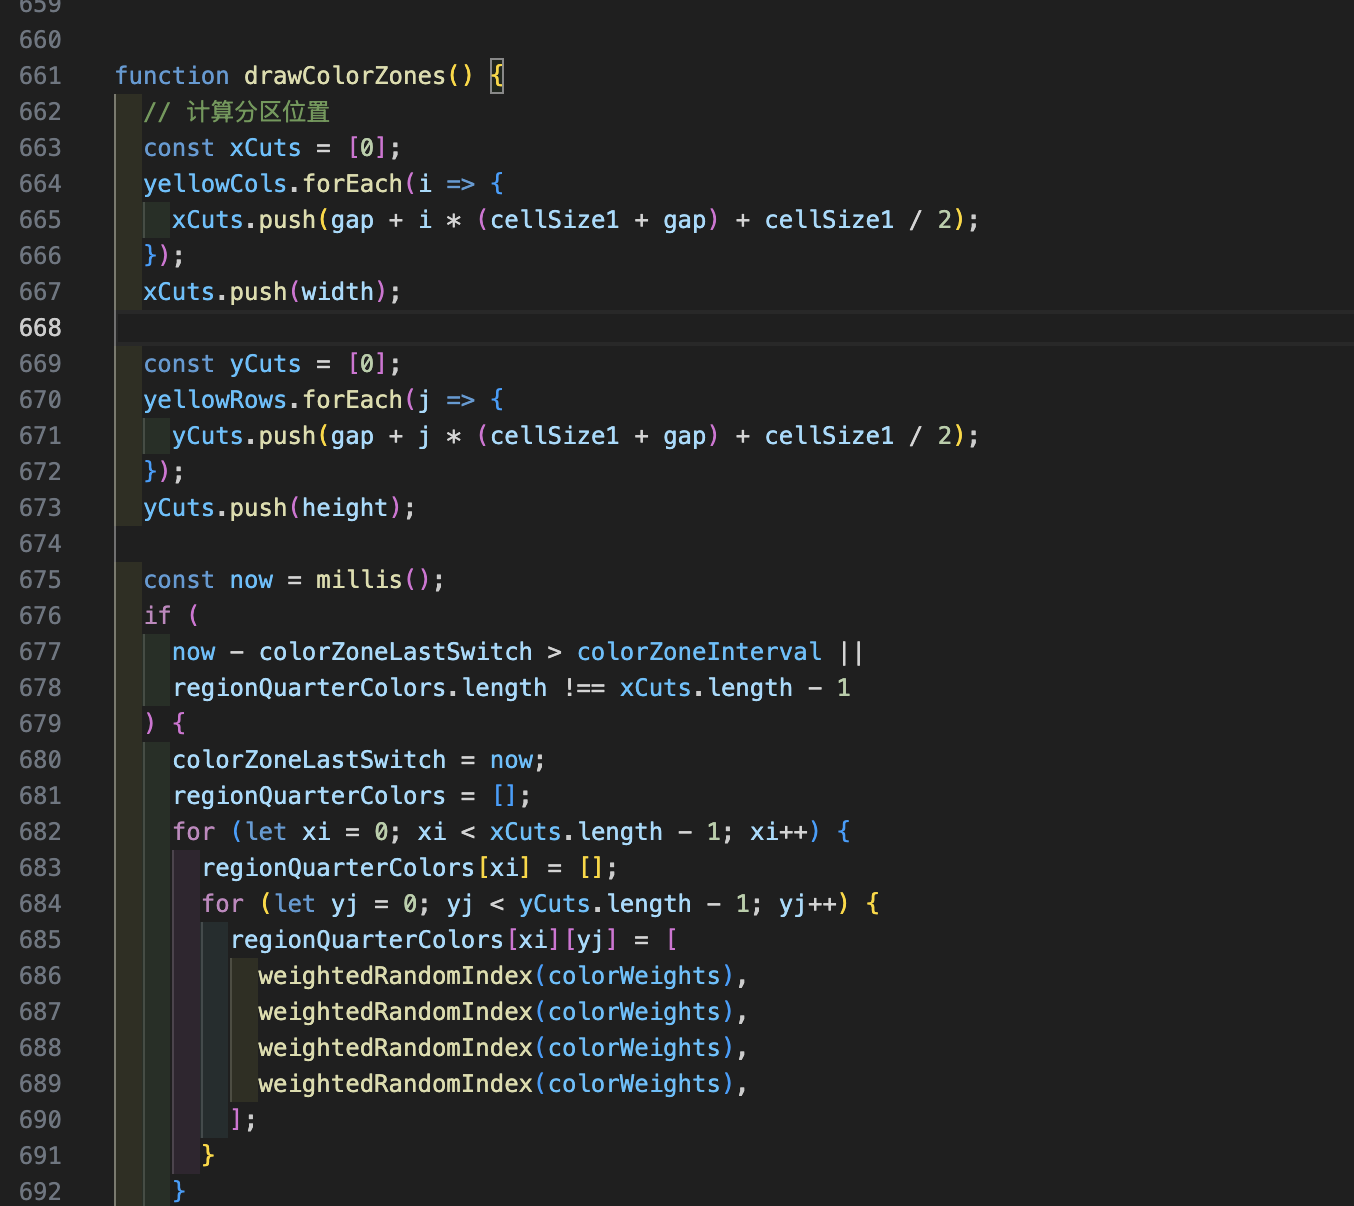 659
660
661 function drawColorZones() {
662 // 计算分区位置
663 const xCuts = [0];
664 yellowCols.forEach(i => {
665 xCuts.push(gap + i * (cellSize1 + gap) + cellSize1 / 2);
666 });
667 xCuts.push(width);
668
669 const yCuts = [0];
670 yellowRows.forEach(j => {
671 yCuts.push(gap + j * (cellSize1 + gap) + cellSize1 / 2);
672 });
673 yCuts.push(height);
674
675 const now = millis();
676 if (
677 now - colorZoneLastSwitch > colorZoneInterval ||
678 regionQuarterColors.length !== xCuts.length - 1
679 ) {
680 colorZoneLastSwitch = now;
681 regionQuarterColors = [];
682 for (let xi = 0; xi < xCuts.length - 1; xi++) {
683 regionQuarterColors[xi] = [];
684 for (let yj = 0; yj < yCuts.length - 1; yj++) {
685 regionQuarterColors[xi][yj] = [
686 weightedRandomIndex(colorWeights),
687 weightedRandomIndex(colorWeights),
688 weightedRandomIndex(colorWeights),
689 weightedRandomIndex(colorWeights),
690 ];
691 }
692 }